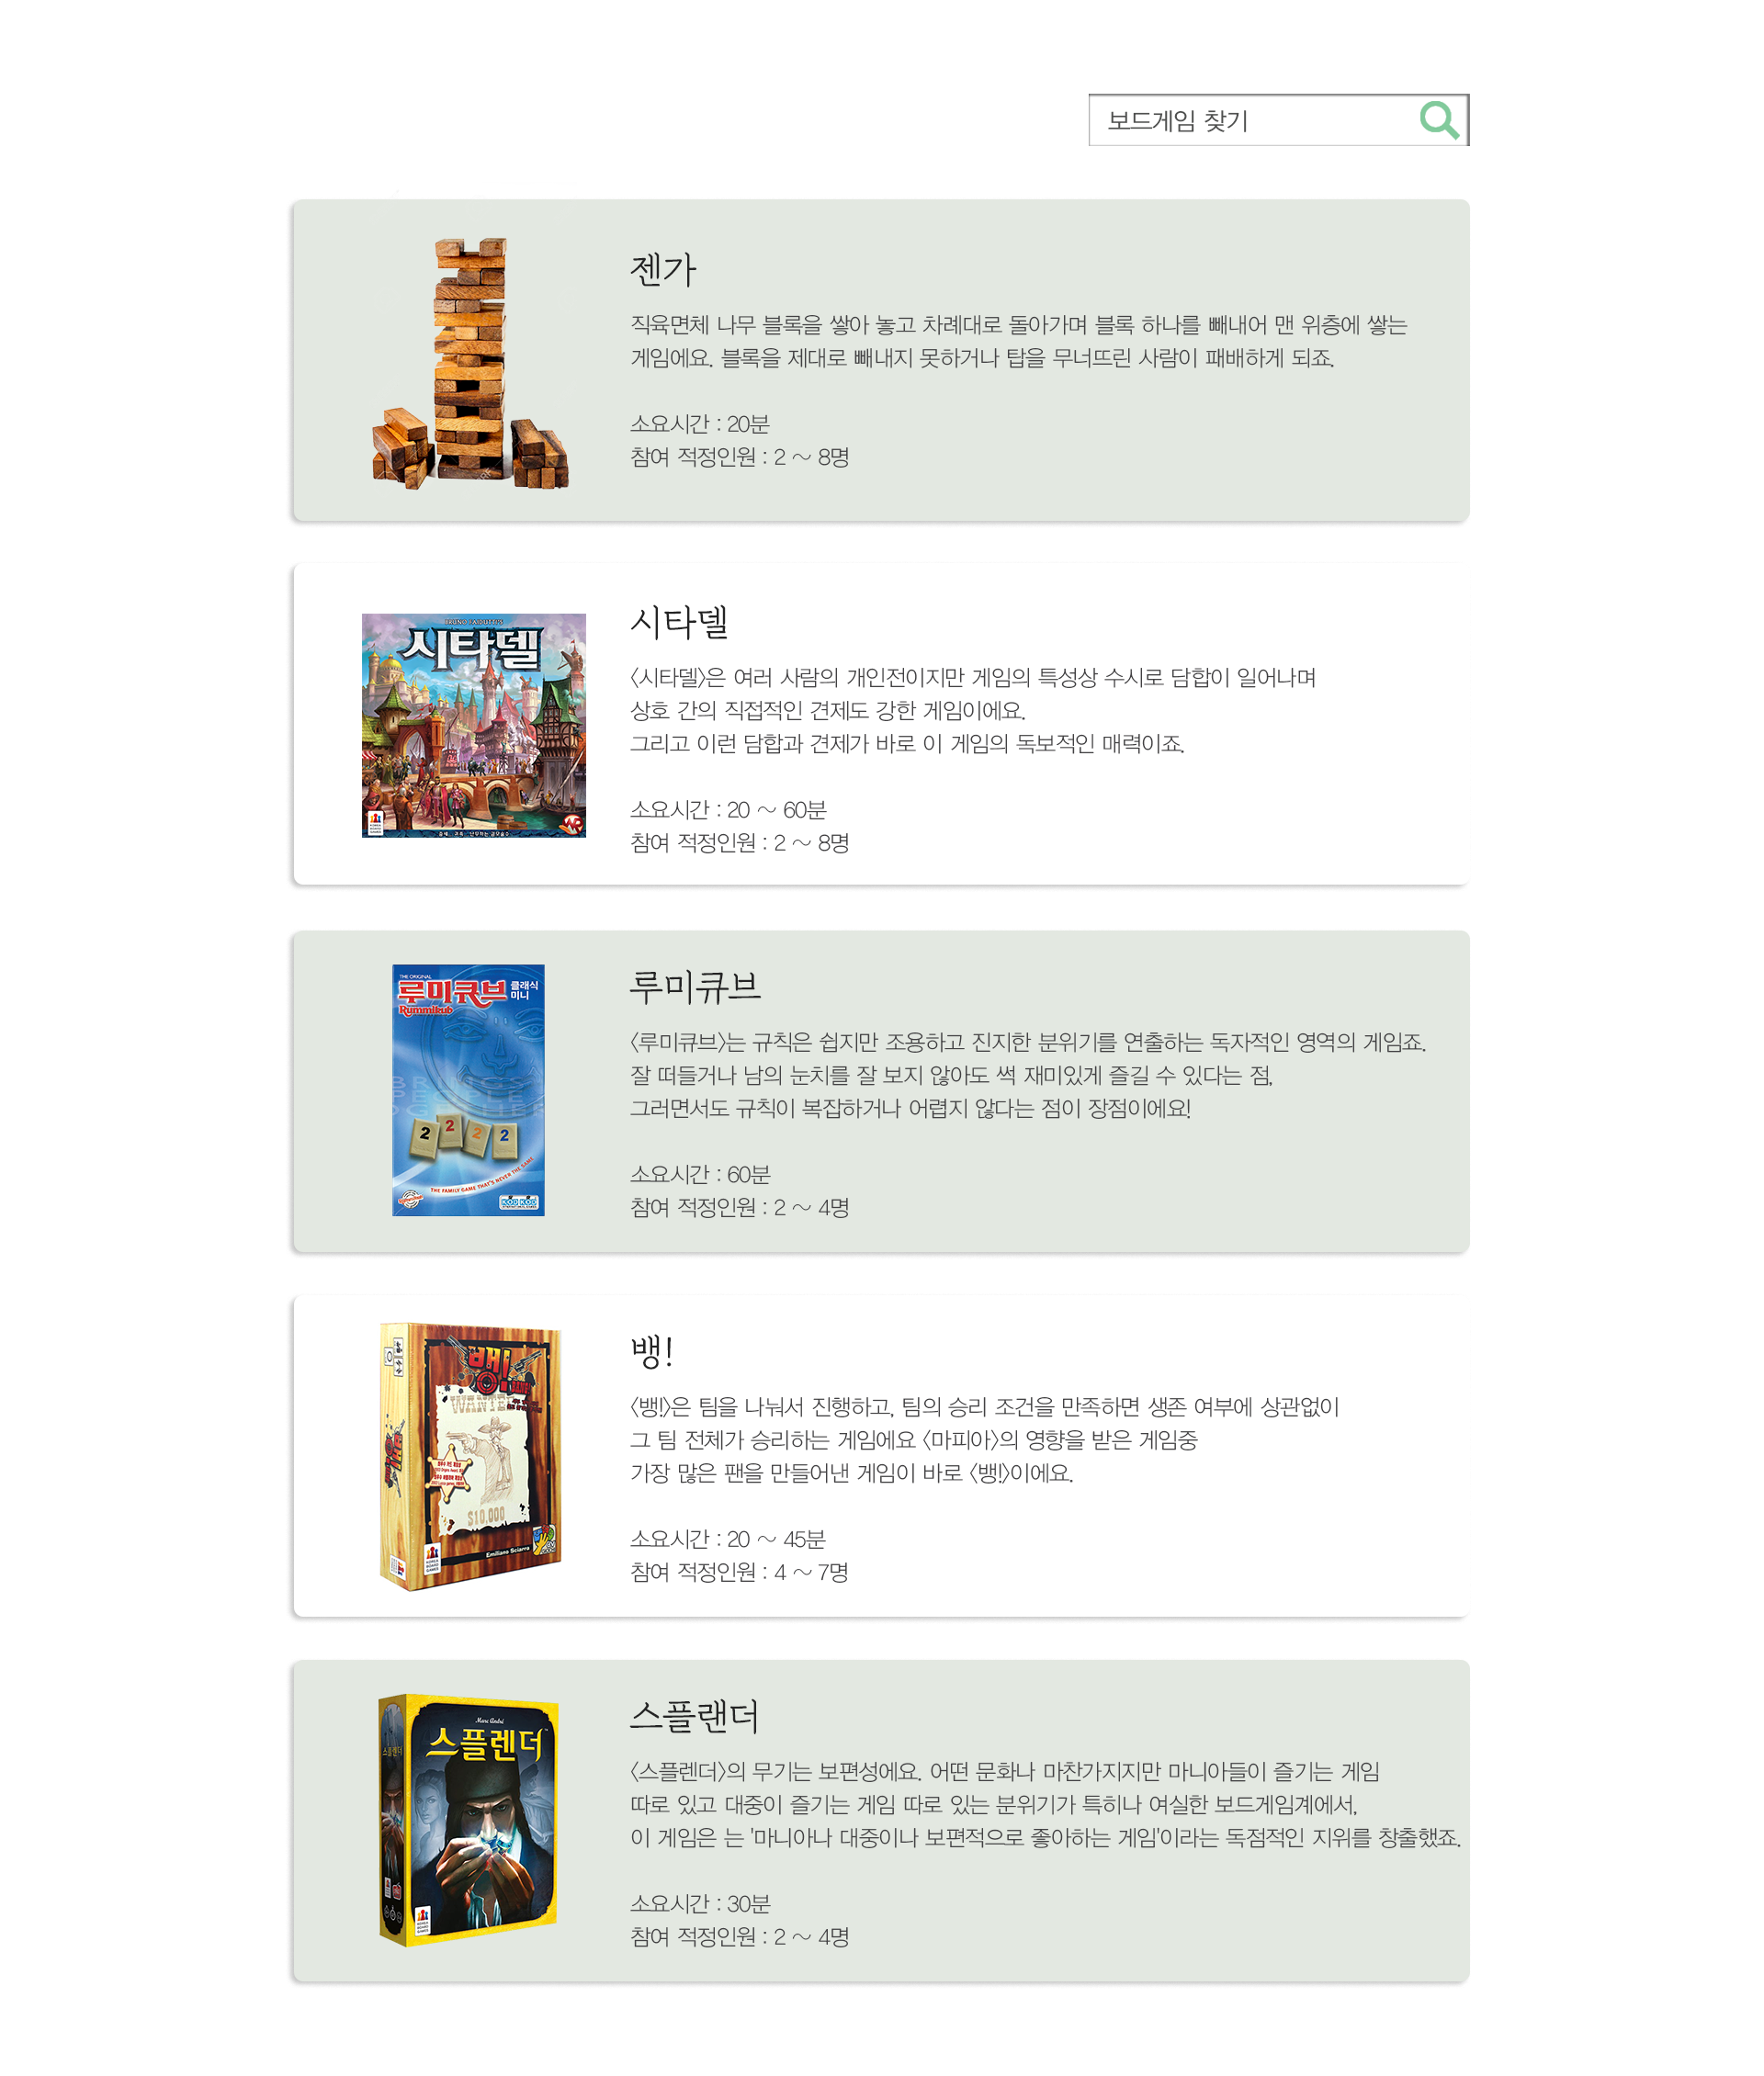 보드게임 찾기
젠가
직육면체 나무 블록을 쌓아 놓고 차례대로 돌아가며 블록 하나를 빼내어 맨 위층에 쌓는
게임에요. 블록을 제대로 빼내지 못하거나 탑을 무너뜨린 사람이 패배하게 되죠.
소요시간 : 20분
참여 적정인원 : 2 ~ 8명
BRUNO FAIDUTTI'S
시타델
시타델
<시타델>은 여러 사람의 개인전이지만 게임의 특성상 수시로 담합이 일어나며
상호 간의 직접적인 견제도 강한 게임이에요.
그리고 이런 담합과 견제가 바로 이 게임의 독보적인 매력이죠.
소요시간 : 20 ~ 60분
참여 적정인원 : 2 ~ 8명
THE ORIGINAL
루미큐브 클래식 미니
Rummikub
2 2 2 2
THE FAMILY GAME THAT'S NEVER THE SAME
KOD KOD
루미큐브
<루미큐브>는 규칙은 쉽지만 조용하고 진지한 분위기를 연출하는 독자적인 영역의 게임죠.
잘 떠들거나 남의 눈치를 잘 보지 않아도 썩 재미있게 즐길 수 있다는 점,
그러면서도 규칙이 복잡하거나 어렵지 않다는 점이 장점이에요!
소요시간 : 60분
참여 적정인원 : 2 ~ 4명
뱅!
WANTE
$10,000
Emiliano Sciarra
KOREA BOARD GAMES
뱅!
<뱅!>은 팀을 나눠서 진행하고, 팀의 승리 조건을 만족하면 생존 여부에 상관없이
그 팀 전체가 승리하는 게임에요 <마피아>의 영향을 받은 게임중
가장 많은 팬을 만들어낸 게임이 바로 <뱅!>이에요.
소요시간 : 20 ~ 45분
참여 적정인원 : 4 ~ 7명
Marc André
스플렌더
스플렌더
KOREA BOARD GAMES
스플랜더
<스플렌더>의 무기는 보편성에요. 어떤 문화나 마찬가지지만 마니아들이 즐기는 게임
따로 있고 대중이 즐기는 게임 따로 있는 분위기가 특히나 여실한 보드게임계에서,
이 게임은 는 '마니아나 대중이나 보편적으로 좋아하는 게임'이라는 독점적인 지위를 창출했죠.
소요시간 : 30분
참여 적정인원 : 2 ~ 4명